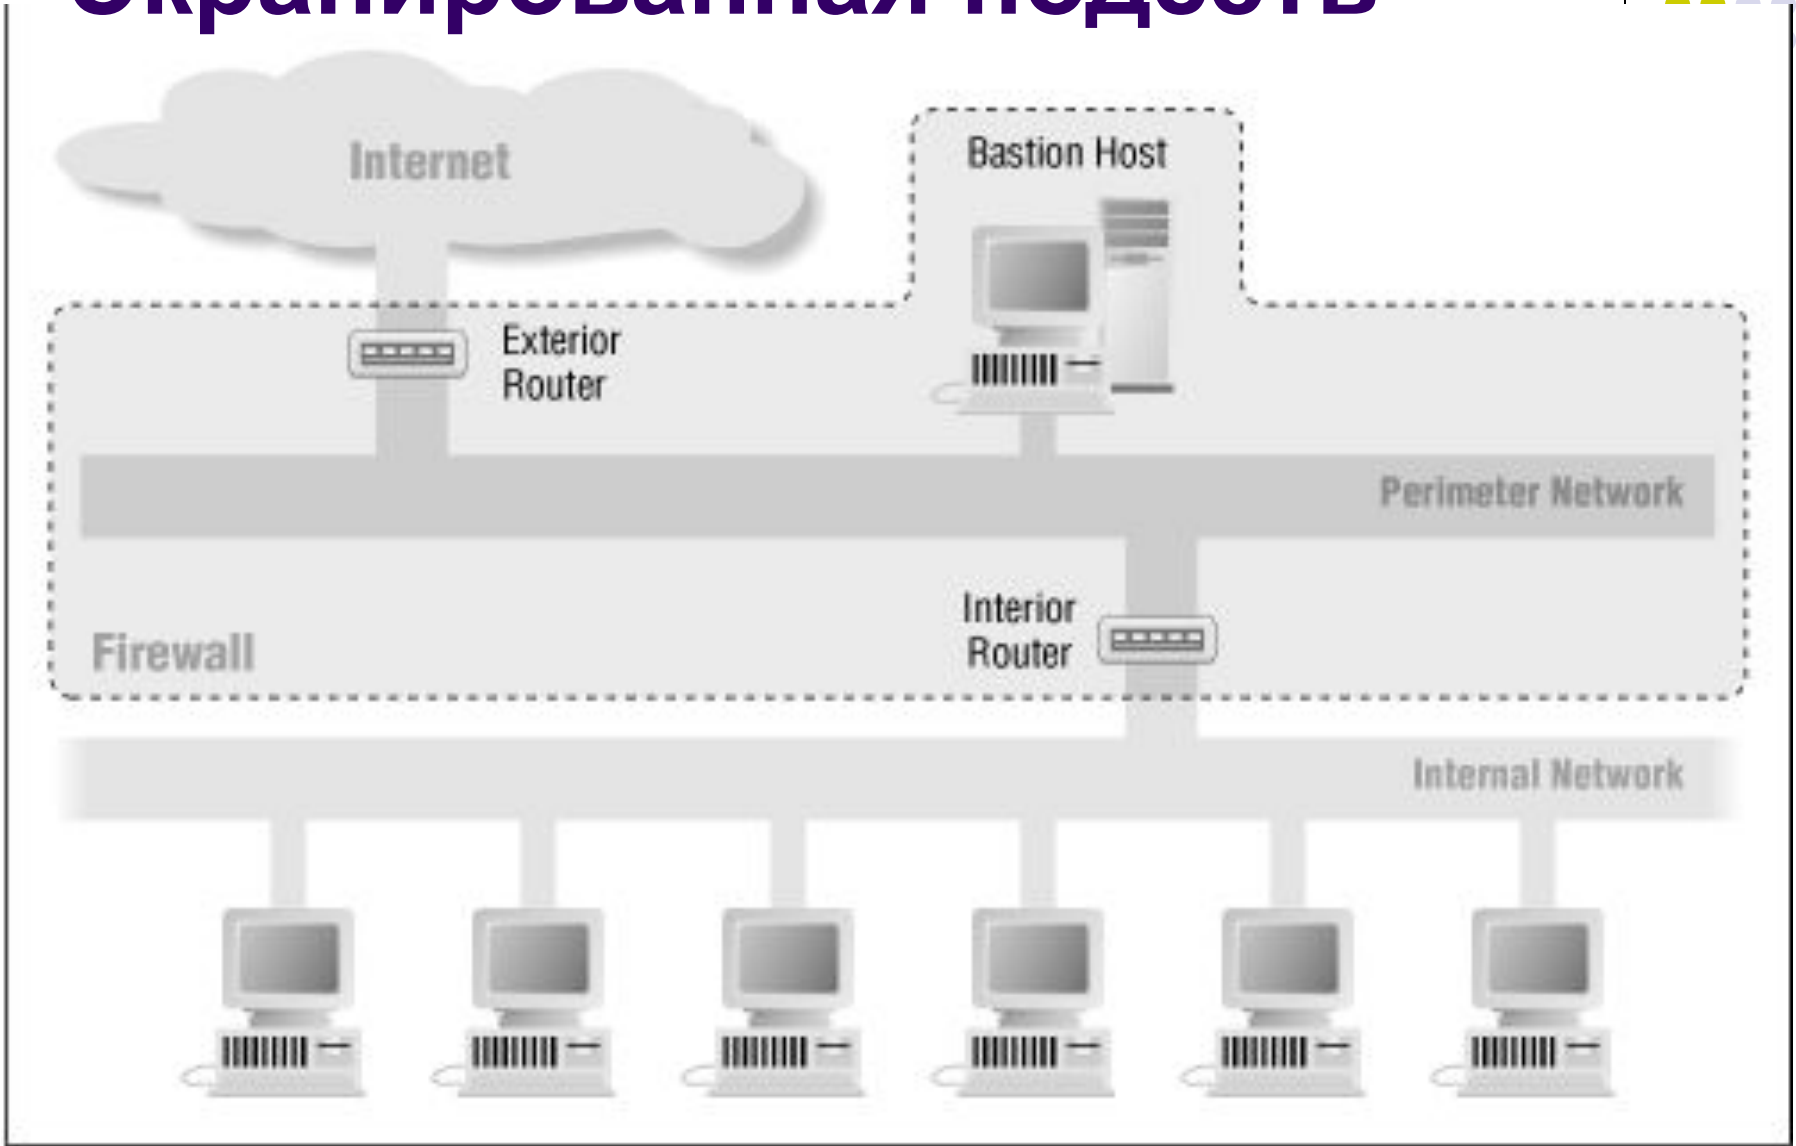 Экранированная подсеть
Internet
Bastion Host
Exterior
Router
Perimeter Network
Interior
Router
Firewall
Internal Network